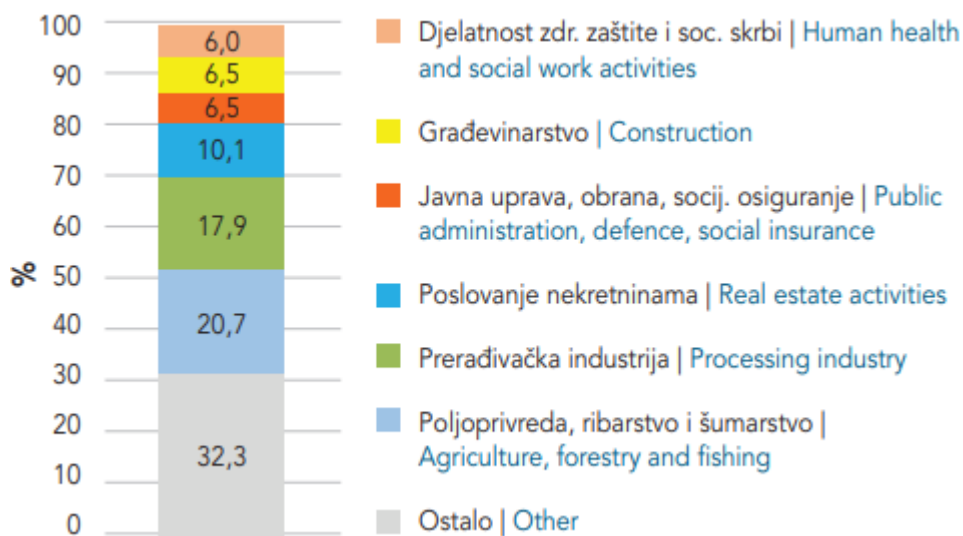 100
90
80
70
60
50
40
30
20
10
0
%
6,0
6,5
6,5
10,1
17,9
20,7
32,3
Djelatnost zdr. zaštite i soc. skrbi | Human health
and social work activities
Građevinarstvo | Construction
Javna uprava, obrana, socij. osiguranje | Public
administration, defence, social insurance
Poslovanje nekretninama | Real estate activities
Prerađivačka industrija | Processing industry
Poljoprivreda, ribarstvo i šumarstvo |
Agriculture, forestry and fishing
Ostalo | Other